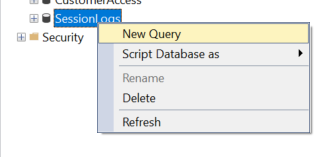 CustomerAccess
SessionLogs
Security
New Query
Script Database as
Rename
Delete
Refresh